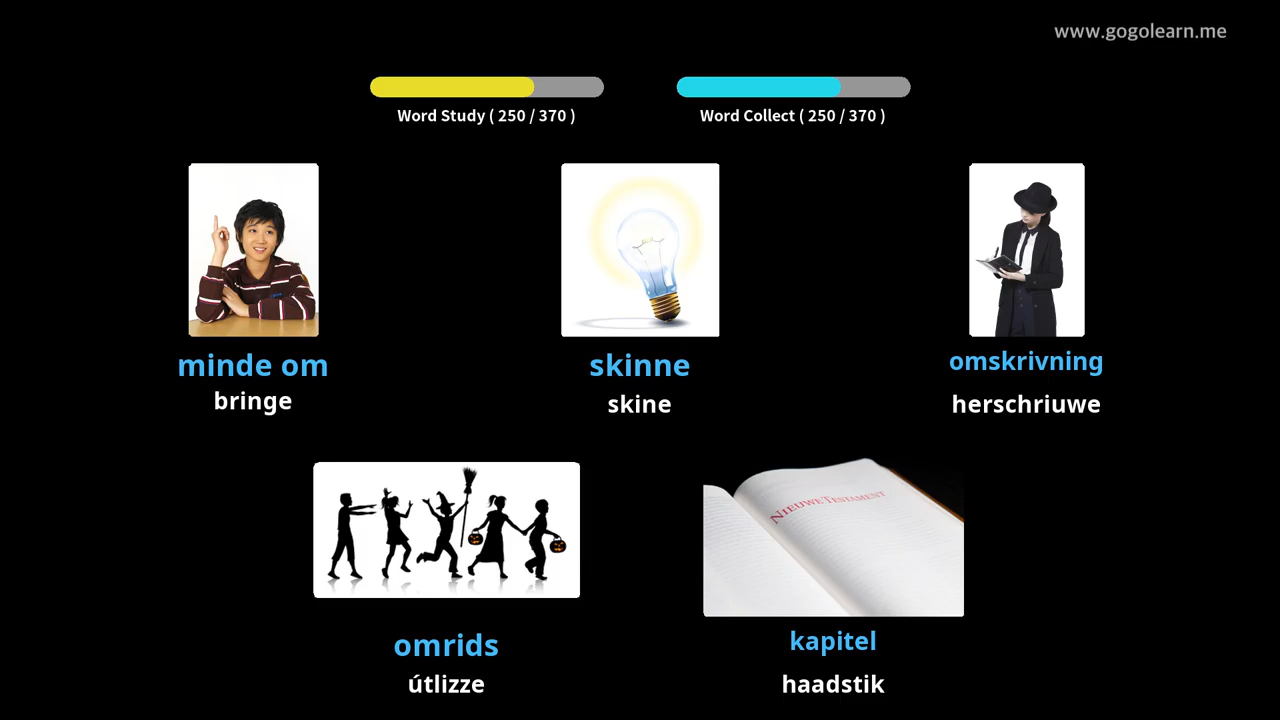 www.gogolearn.me
Word Study ( 250 / 370 )
Word Collect ( 250 / 370 )
minde om
bringe
skinne
skine
omskrivning
herschriuwe
NIEUWE TESTAMENT
omrids
útlizze
kapitel
haadstik